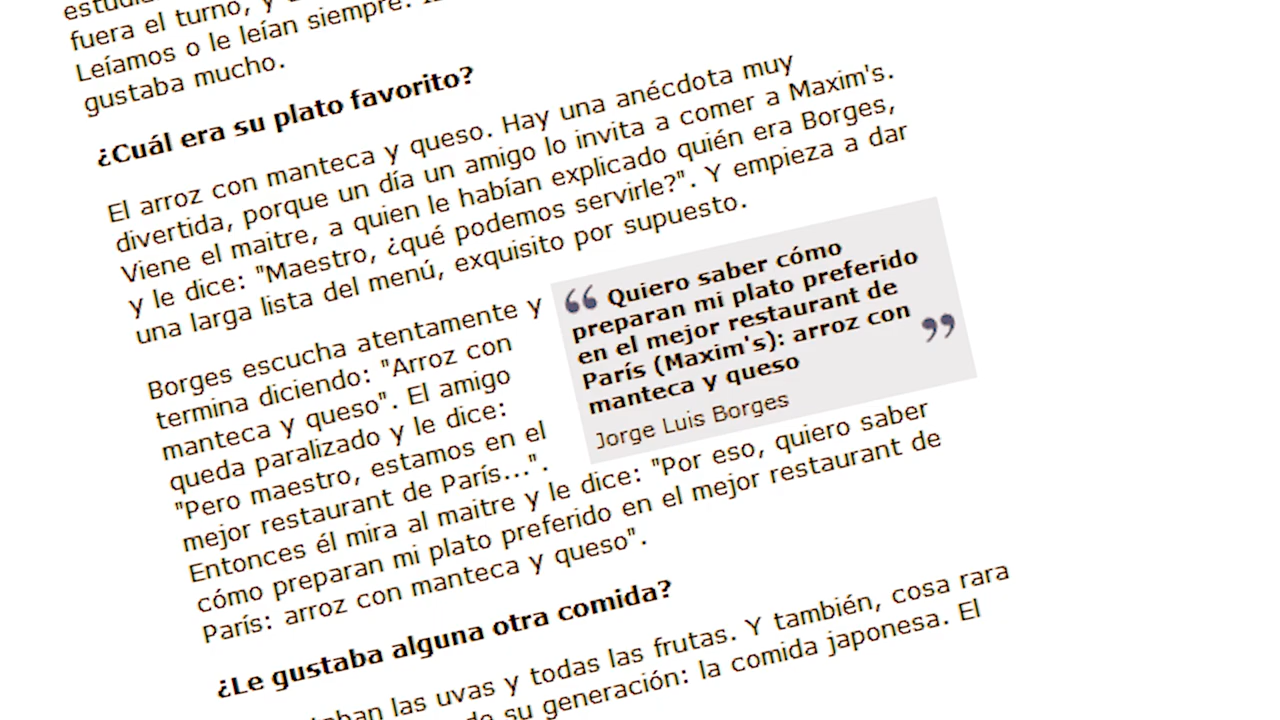 fuera el turno, y
Leíamos o le leían siempre.
gustaba mucho.
¿Cuál era su plato favorito?
El arroz con manteca y queso. Hay una anécdota muy
divertida, porque un día un amigo lo invita a comer a Maxim's.
Viene el maitre, a quien le habían explicado quién era Borges,
y le dice: "Maestro, ¿qué podemos servirle?". Y empieza a dar
una larga lista del menú, exquisito por supuesto.
Borges escucha atentamente y
termina diciendo: "Arroz con
manteca y queso". El amigo
queda paralizado y le dice:
"Pero maestro, estamos en el
mejor restaurant de París...".
Entonces él mira al maitre y le dice: "Por eso, quiero saber
cómo preparan mi plato preferido en el mejor restaurant de
París: arroz con manteca y queso".
“ Quiero saber cómo
preparan mi plato preferido
en el mejor restaurant de
París (Maxim's): arroz con
manteca y queso ”
Jorge Luis Borges
¿Le gustaba alguna otra comida?
las uvas y todas las frutas. Y también, cosa rara
de su generación: la comida japonesa. El